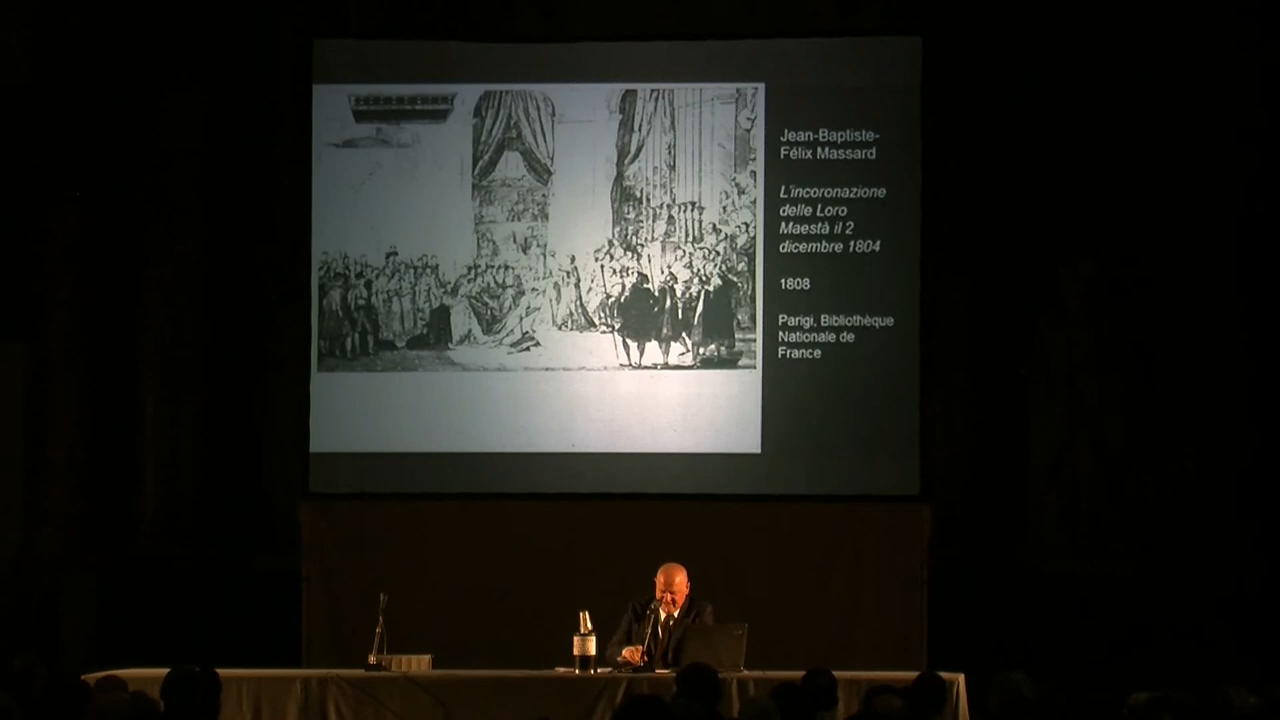 Jean-Baptiste-
Félix Massard
L'incoronazione
delle Loro
Maestà il 2
dicembre 1804
1808
Parigi, Bibliothèque
Nationale de
France